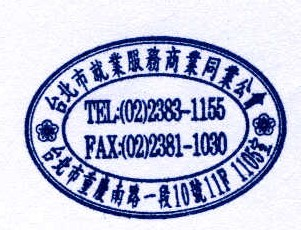 台北市就業服務商業同業公會
TEL:(02)2383-1155
FAX:(02)2381-1030
台北市重慶南路一段10號11F 1105室